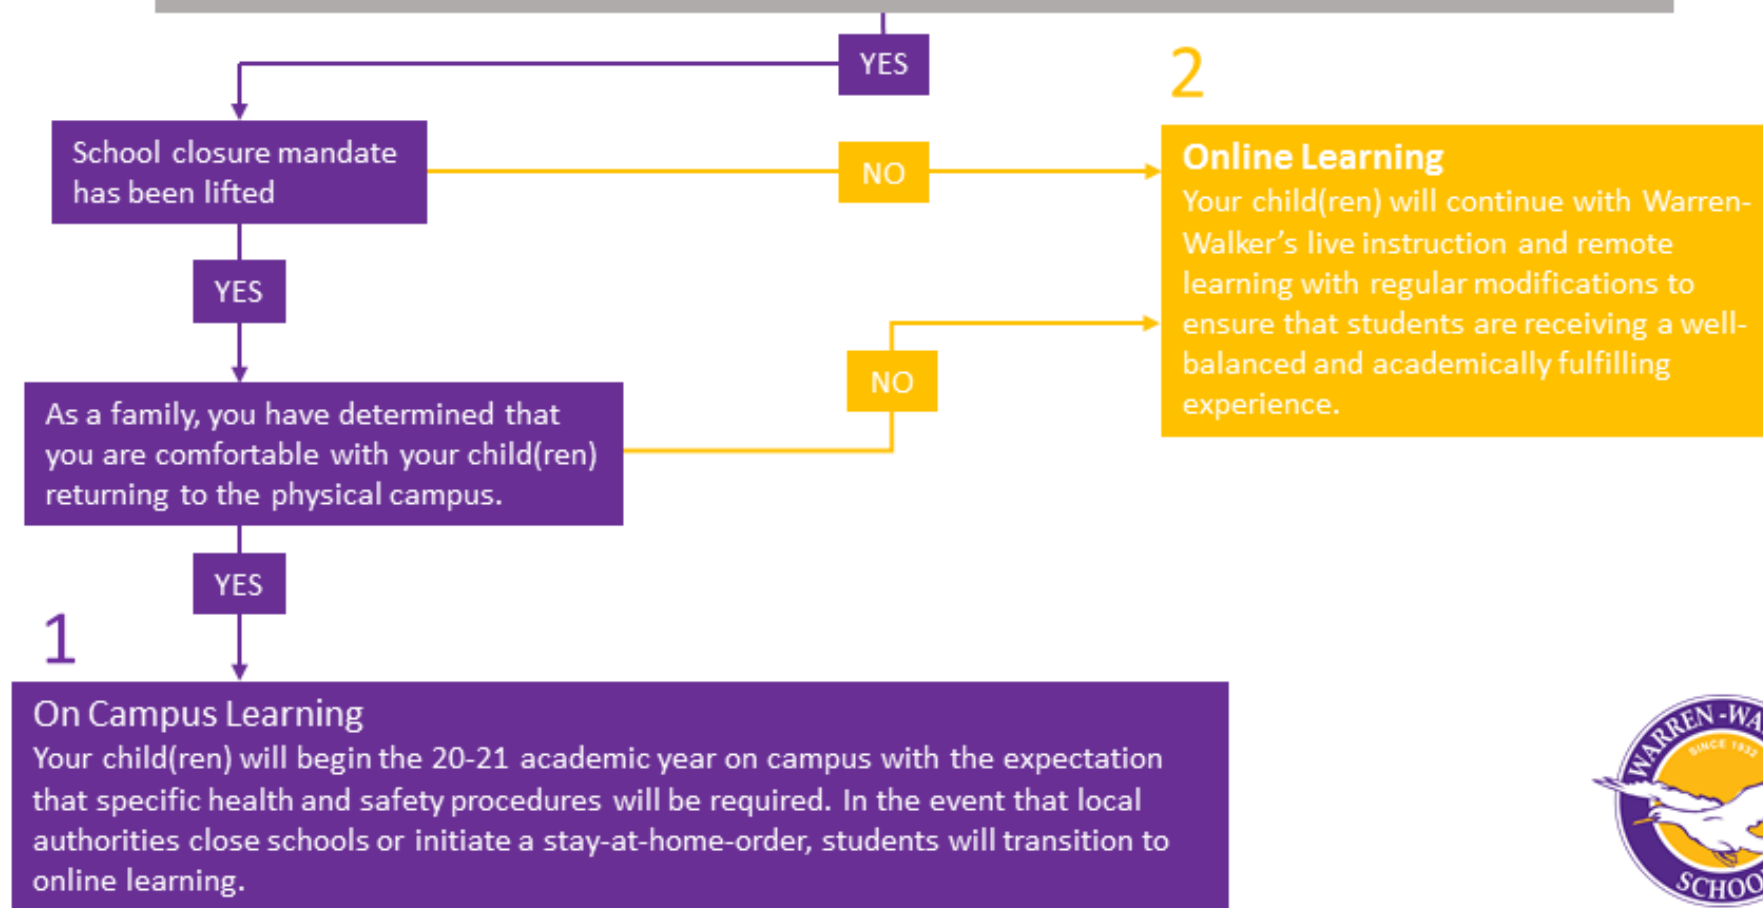 YES
2
School closure mandate
has been lifted
NO
Online Learning
Your child(ren) will continue with Warren-
Walker's live instruction and remote
learning with regular modifications to
ensure that students are receiving a well-
balanced and academically fulfilling
experience.
YES
As a family, you have determined that
you are comfortable with your child(ren)
returning to the physical campus.
NO
YES
1
On Campus Learning
Your child(ren) will begin the 20-21 academic year on campus with the expectation
that specific health and safety procedures will be required. In the event that local
authorities close schools or initiate a stay-at-home-order, students will transition to
online learning.
WARREN-WA
SINCE 1932
SCHOO